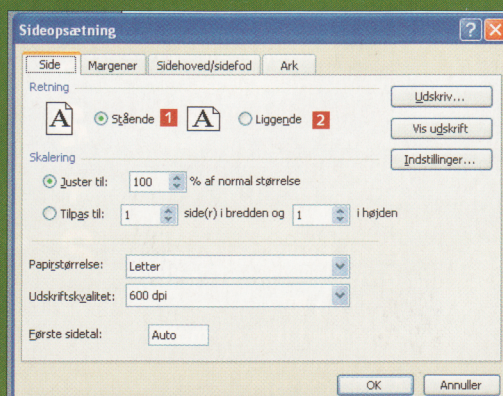 Sideopsætning
Side Margener Sidehoved/sidefod Ark
Retning
A Stående 1 A Liggende 2
Udskriv...
Vis udskrift
Indstillinger...
Skalering
Juster til: 100 % af normal størrelse
Tilpas til: 1 side(r) i bredden og 1 i højden
Papirstørrelse: Letter
Udskriftskvalitet: 600 dpi
Første sidetal: Auto
OK Annuller